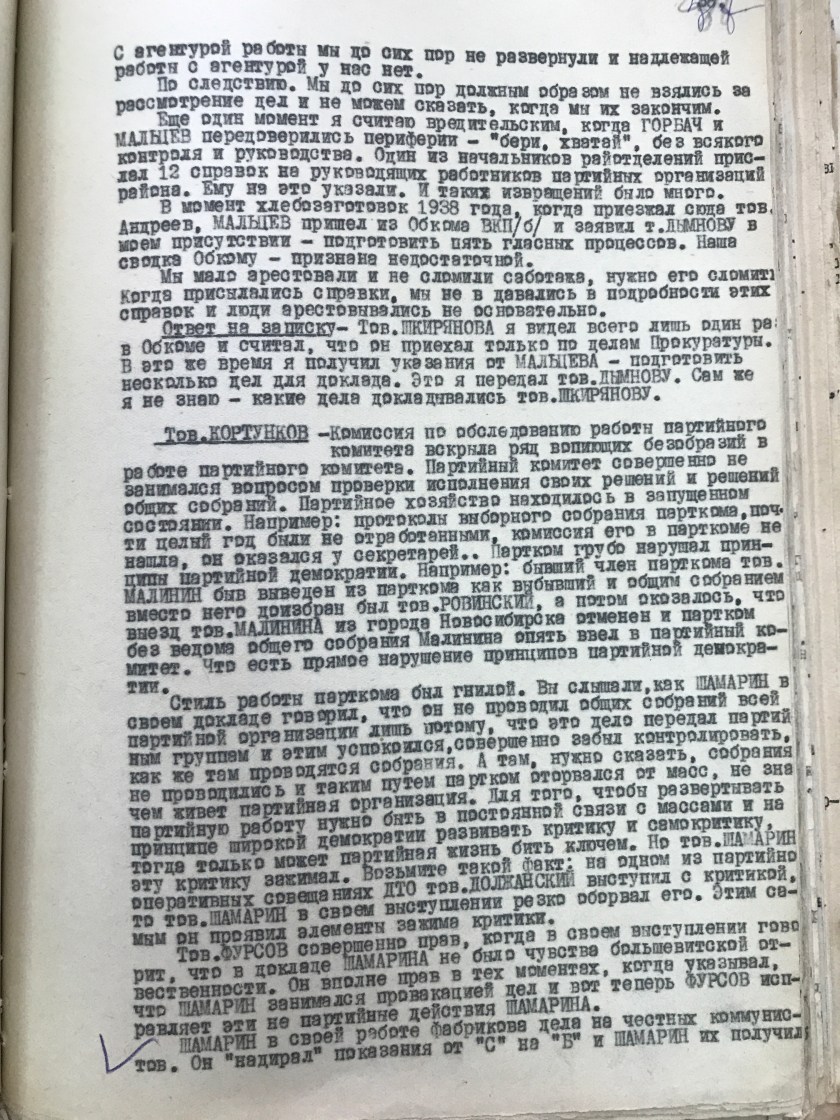 С агентурой работы мы до сих пор не развернули и надлежащей
работы с агентурой у нас нет.
По следствию. Мы до сих пор должным образом не взялись за
рассмотрение дел и не можем сказать, когда мы их закончим.
Еще один момент я считаю вредительским, когда ГОРБАЧ и
МАЛЬЦЕВ передоверились периферии - "бери, хватай", без всякого
контроля и руководства. Один из начальников райотделений прис-
лал 12 справок на руководящих работников партийных организаций
района. Ему на это указали. И таких извращений было много.
В момент хлебозаготовок 1938 года, когда приезжал сюда тов.
Андреев, МАЛЬЦЕВ пришел из Обкома ВКП/б/ и заявил т.ДЫМНОВУ в
моем присутствии - подготовить пять гласных процессов. Наша
сводка Обкому - признана недостаточной.
Мы мало арестовали и не сломили саботажа, нужно его сломить
Когда присылались справки, мы не в давались в подробности этих
справок и люди арестовывались не основательно.
Ответ на записку- Тов.ШКИРЯНОВА я видел всего лишь один ра
в Обкоме и считал, что он приехал только по делам Прокуратуры.
В это же время я получил указания от МАЛЬЦЕВА - подготовить
несколько дел для доклада. Это я передал тов.ДЫМНОВУ. Сам же
я не знаю - какие дела докладывались тов.ШКИРЯНОВУ.
Тов.КОРТУНКОВ -Комиссия по обследованию работы партийного
комитета вскрыла ряд вопиющих безобразий в
работе партийного комитета. Партийный комитет совершенно не
занимался вопросом проверки исполнения своих решений и решений
общих собраний. Партийное хозяйство находилось в запущенном
состоянии. Например: протоколы выборного собрания парткома,поч-
ти целый год были не отработанными, комиссия его в парткоме не
нашла, он оказался у секретарей.. Партком грубо нарушал прин-
ципы партийной демократии. Например: бывший член парткома тов.
МАЛИНИН быв выведен из парткома как выбывший и общим собранием
вместо него доизбран был тов.РОВИНСКИЙ, а потом оказалось, что
выезд тов.МАЛИНИНА из города Новосибирска отменен и партком
без ведома общего собрания Малинина опять ввел в партийный ко-
митет. Что есть прямое нарушение принципов партийной демокра-
тии.
Стиль работы парткома был гнилой. Вы слышали,как ШАМАРИН в
своем докладе говорил, что он не проводил общих собраний всей
партийной организации лишь потому, что это дело передал партий
ным группам и этим успокоился,совершенно забыл контролировать,
как же там проводятся собрания. А там, нужно сказать, собрания
не проводились и таким путем партком оторвался от масс, не зна
чем живет партийная организация. Для того, чтобы развертывать
партийную работу нужно быть в постоянной связи с массами и на
принципе широкой демократии развивать критику и самокритику,
тогда только может партийная жизнь бить ключем. Но тов.ШАМАРИН
эту критику зажимал. Возьмите такой факт: на одном из партийно
оперативных совещаниях ДТО тов.ДОЛЖАНСКИЙ выступил с критикой,
то тов.ШАМАРИН в своем выступлении резко оборвал его. Этим са-
мым он проявил элементы зажима критики.
Тов.ФУРСОВ совершенно прав, когда в своем выступлении гово
рит, что в докладе ШАМАРИНА не было чувства большевитской от-
вественности. Он вполне прав в тех моментах, когда указывал,
что ШАМАРИН занимался провакацией дел и вот теперь ФУРСОВ исп-
равляет эти не партийные действия ШАМАРИНА.
ШАМАРИН в своей работе фабрикова дела на честных коммунис-
тов. Он "надирал" показания от "С" на "Б" и ШАМАРИН их получил